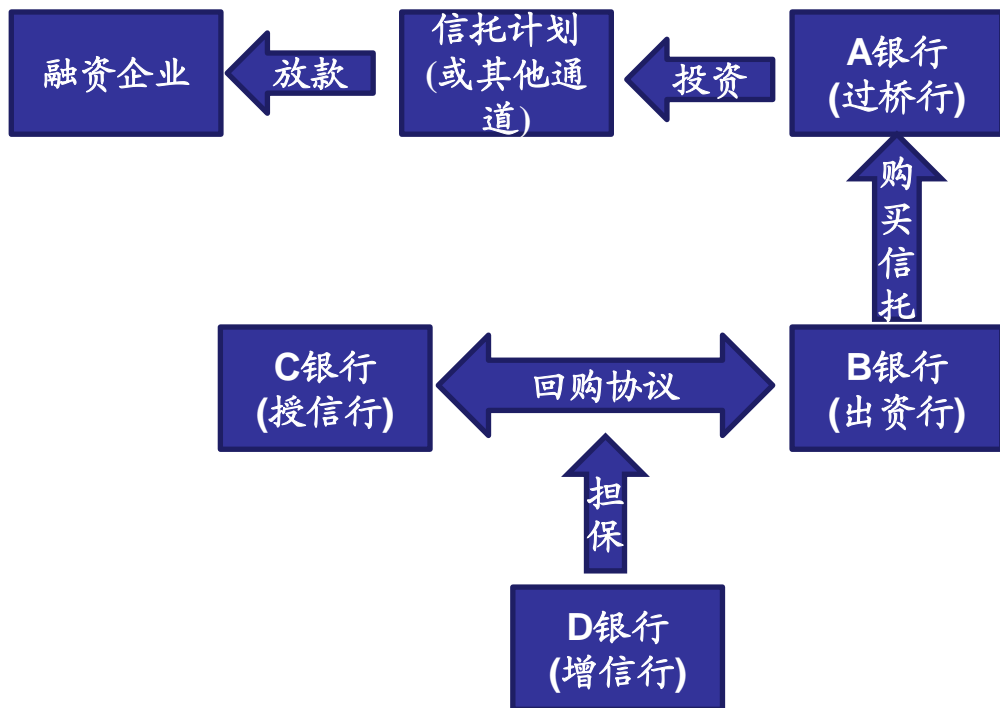 融资企业
放款
信托计划
(或其他通
道)
投资
A银行
(过桥行)
购
买
信
托
C银行
(授信行)
回购协议
B银行
(出资行)
担
保
D银行
(增信行)